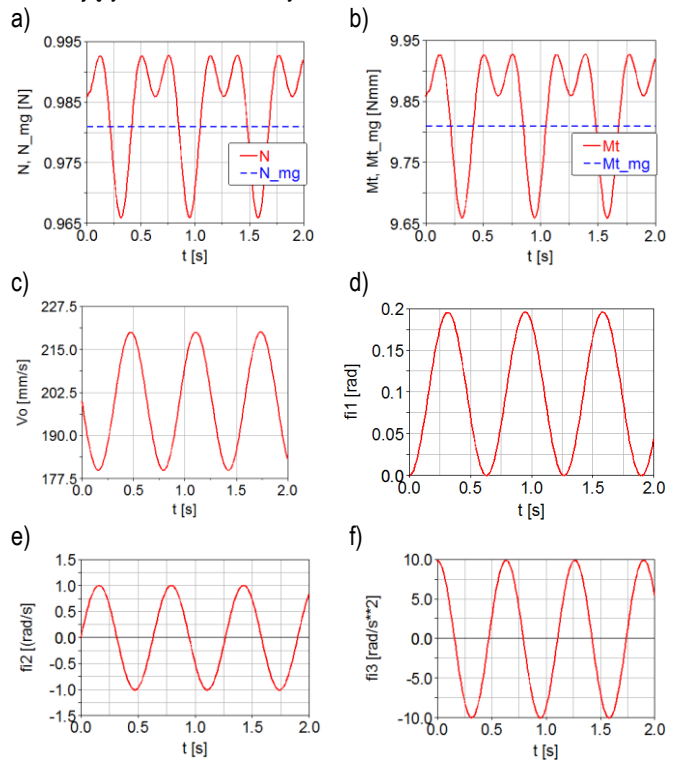 a)
b)
0.995
0.985
0.975
0.965
N, N_mg [N]
N
N_mg
0.0 0.5 1.0 1.5 2.0
t [s]
9.95
9.85
9.75
9.65
Mt, Mt_mg [Nmm]
Mt
Mt_mg
0.0 0.5 1.0 1.5 2.0
t [s]
c)
d)
227.5
215.0
202.5
190.0
177.5
Vo [mm/s]
0.0 0.5 1.0 1.5 2.0
t [s]
0.2
0.15
0.1
0.05
0.0
fi1 [rad]
0.0 0.5 1.0 1.5 2.0
t [s]
e)
f)
1.5
1.0
0.5
0.0
-0.5
-1.0
-1.5
fi2 [(rad/s)
0.0 0.5 1.0 1.5 2.0
t [s]
10.0
5.0
0.0
-5.0
-10.0
fi3 [rad/s**2]
0.0 0.5 1.0 1.5 2.0
t [s]